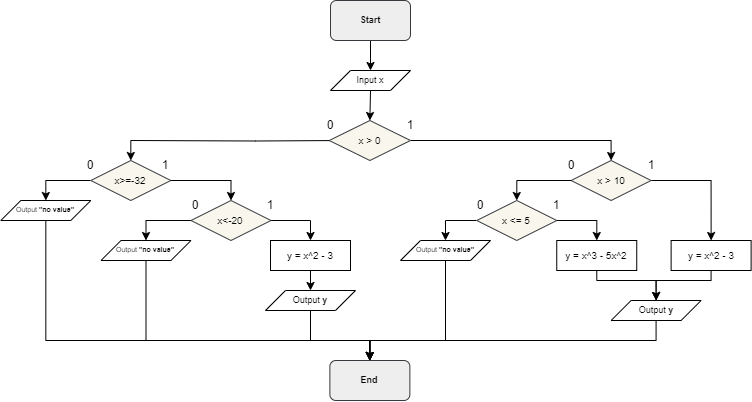 Start
Input x
0
1
x > 0
0
1
0
1
x>=-32
x > 10
0
1
0
1
Output "no value"
x<-20
x <= 5
Output "no value"
y = x^2 - 3
Output "no value"
y = x^3 - 5x^2
y = x^2 - 3
Output y
Output y
End